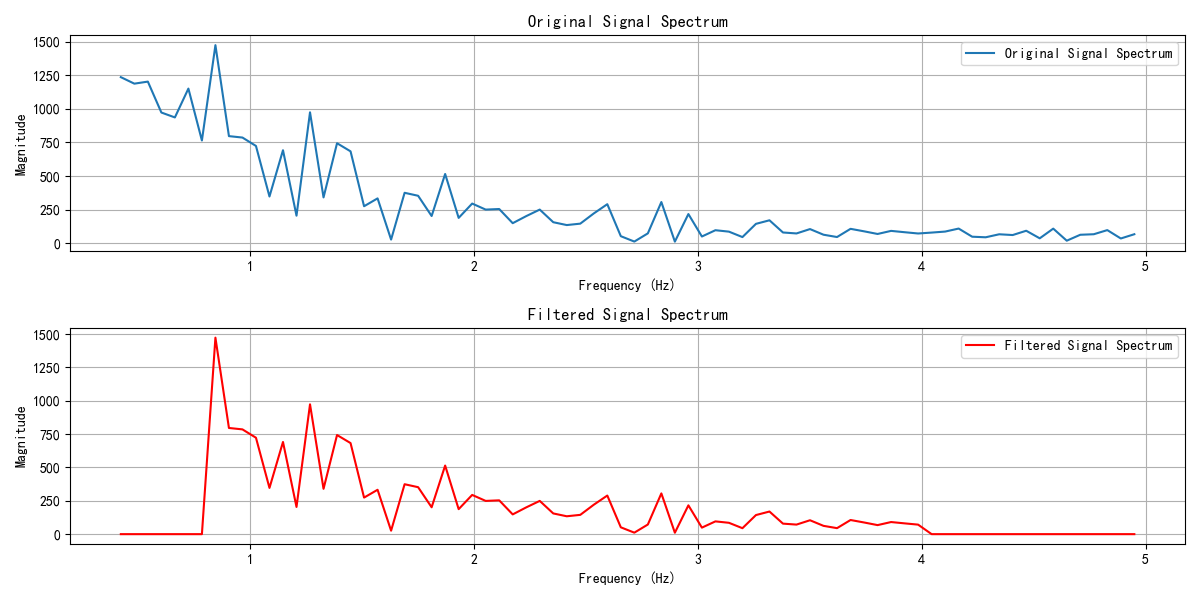 Original Signal Spectrum
Original Signal Spectrum
1500
1250
1000
750
500
250
0
Magnitude
1 2 3 4 5
Frequency (Hz)
Filtered Signal Spectrum
Filtered Signal Spectrum
1500
1250
1000
750
500
250
0
Magnitude
1 2 3 4 5
Frequency (Hz)